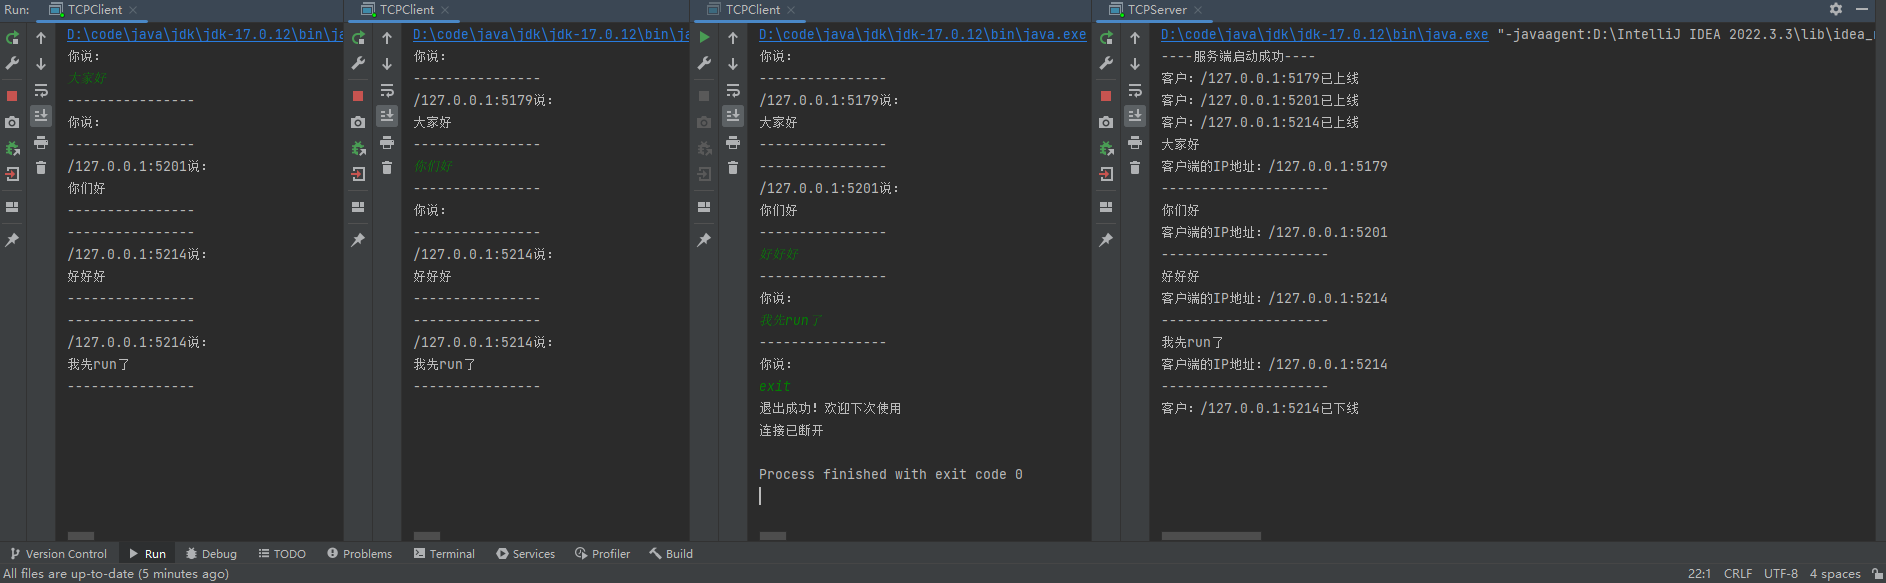 Run:
TCPClient
TCPClient
TCPClient
TCPServer
D:\code\java\jdk\jdk-17.0.12\bin\ja
你说:
大家好
----------------
你说:
----------------
/127.0.0.1:5201说:
你们好
----------------
----------------
/127.0.0.1:5214说:
好好好
----------------
----------------
/127.0.0.1:5214说:
我先run了
----------------
D:\code\java\jdk\jdk-17.0.12\bin\ja
你说:
----------------
/127.0.0.1:5179说:
大家好
----------------
你们好
----------------
你说:
----------------
/127.0.0.1:5214说:
好好好
----------------
----------------
/127.0.0.1:5214说:
我先run了
----------------
D:\code\java\jdk\jdk-17.0.12\bin\java.exe
你说:
----------------
/127.0.0.1:5179说:
大家好
----------------
----------------
/127.0.0.1:5201说:
你们好
----------------
好好好
----------------
你说:
我先run了
----------------
你说:
exit
退出成功! 欢迎下次使用
连接已断开
Process finished with exit code 0
D:\code\java\jdk\jdk-17.0.12\bin\java.exe "-javaagent:D:\IntelliJ IDEA 2022.3.3\lib\idea_r
----服务端启动成功----
客户: /127.0.0.1:5179已上线
客户: /127.0.0.1:5201已上线
客户: /127.0.0.1:5214已上线
大家好
客户端的IP地址: /127.0.0.1:5179
---------------------
你们好
客户端的IP地址: /127.0.0.1:5201
---------------------
好好好
客户端的IP地址: /127.0.0.1:5214
---------------------
我先run了
客户端的IP地址: /127.0.0.1:5214
---------------------
客户: /127.0.0.1:5214已下线
Version Control
Run
Debug
TODO
Problems
Terminal
Services
Profiler
Build
All files are up-to-date (5 minutes ago)
22:1 CRLF UTF-8 4 spaces